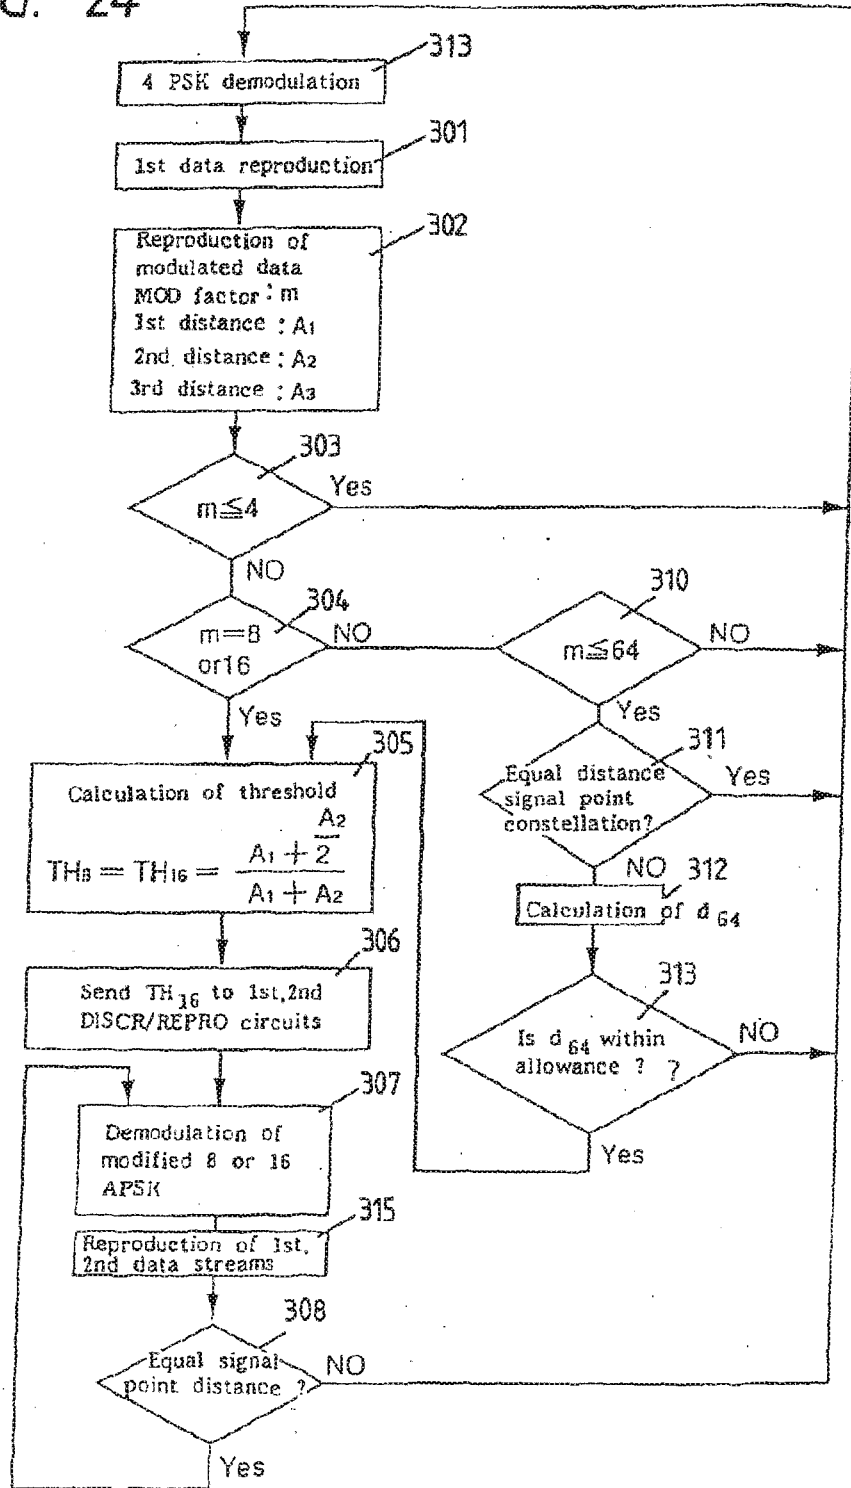 G. 24
313
4 PSK demodulation
301
1st data reproduction
302
Reproduction of
modulated data
MOD factor : m
1st distance : A1
2nd distance : A2
3rd distance : A3
303
m≦4
Yes
NO
304
m=8
or16
NO
Yes
310
m≦64
NO
Yes
311
Equal distance
signal point
constellation?
Yes
NO
305
Calculation of threshold
TH8 = TH16 = (A1 + A2/2) / (A1 + A2)
312
Calculation of d64
306
Send TH16 to 1st,2nd
DISCR/REPRO circuits
313
Is d64 within
allowance ? ?
NO
Yes
307
Demodulation of
modified 8 or 16
APSK
315
Reproduction of 1st,
2nd data streams
308
Equal signal
point distance ?
NO
Yes